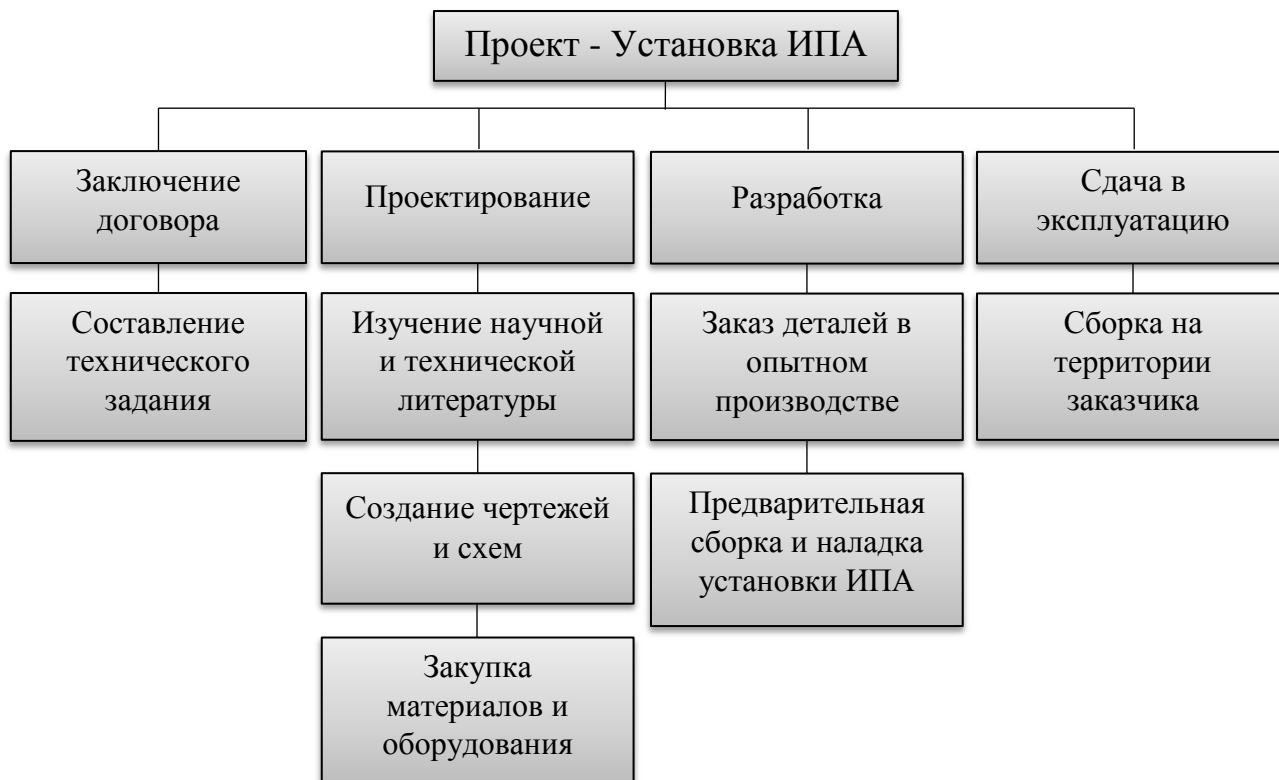 Проект - Установка ИПА
Заключение
договора
Проектирование
Разработка
Сдача в
эксплуатацию
Составление
технического
задания
Изучение научной
и технической
литературы
Заказ деталей в
опытном
производстве
Сборка на
территории
заказчика
Создание чертежей
и схем
Предварительная
сборка и наладка
установки ИПА
Закупка
материалов и
оборудования